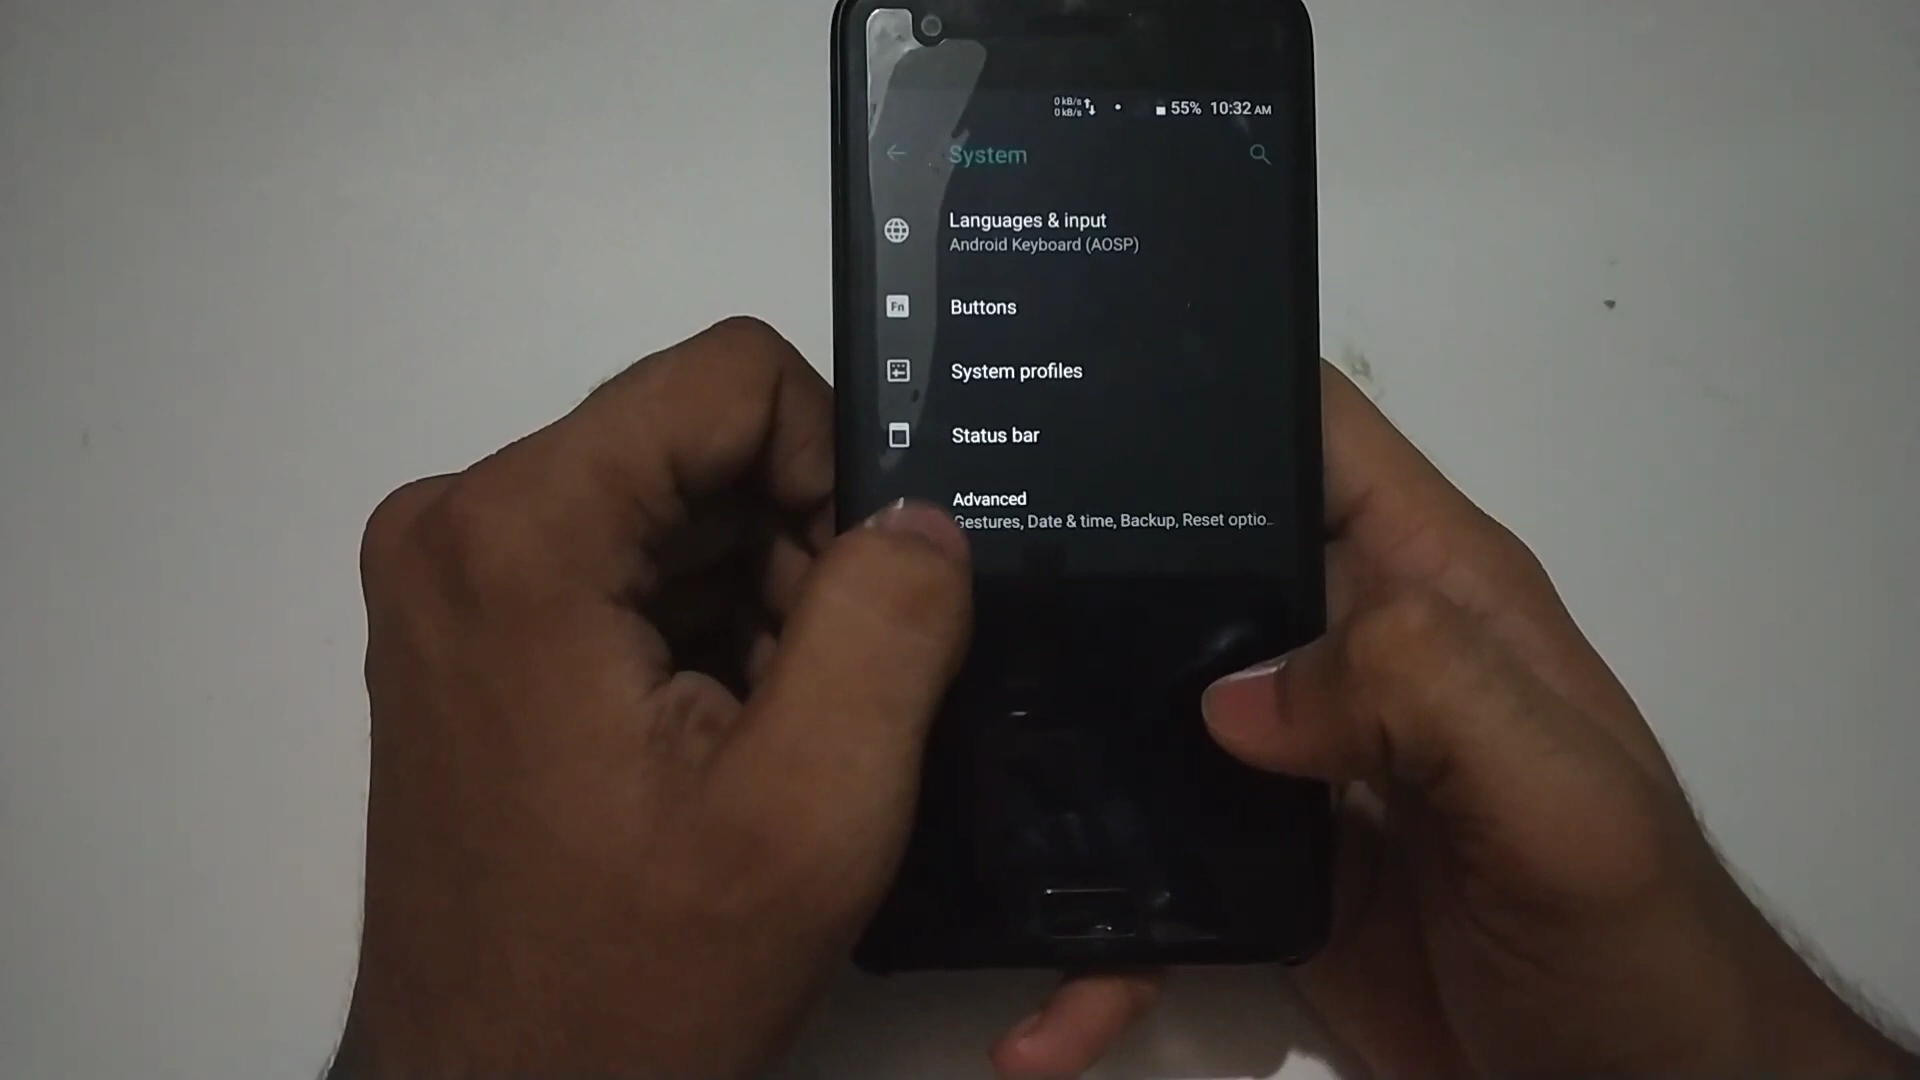 0 kB/s
0 kB/s
55% 10:32 AM
System
Languages & input
Android Keyboard (AOSP)
Fn
Buttons
System profiles
Status bar
Advanced
Gestures, Date & time, Backup, Reset optio...